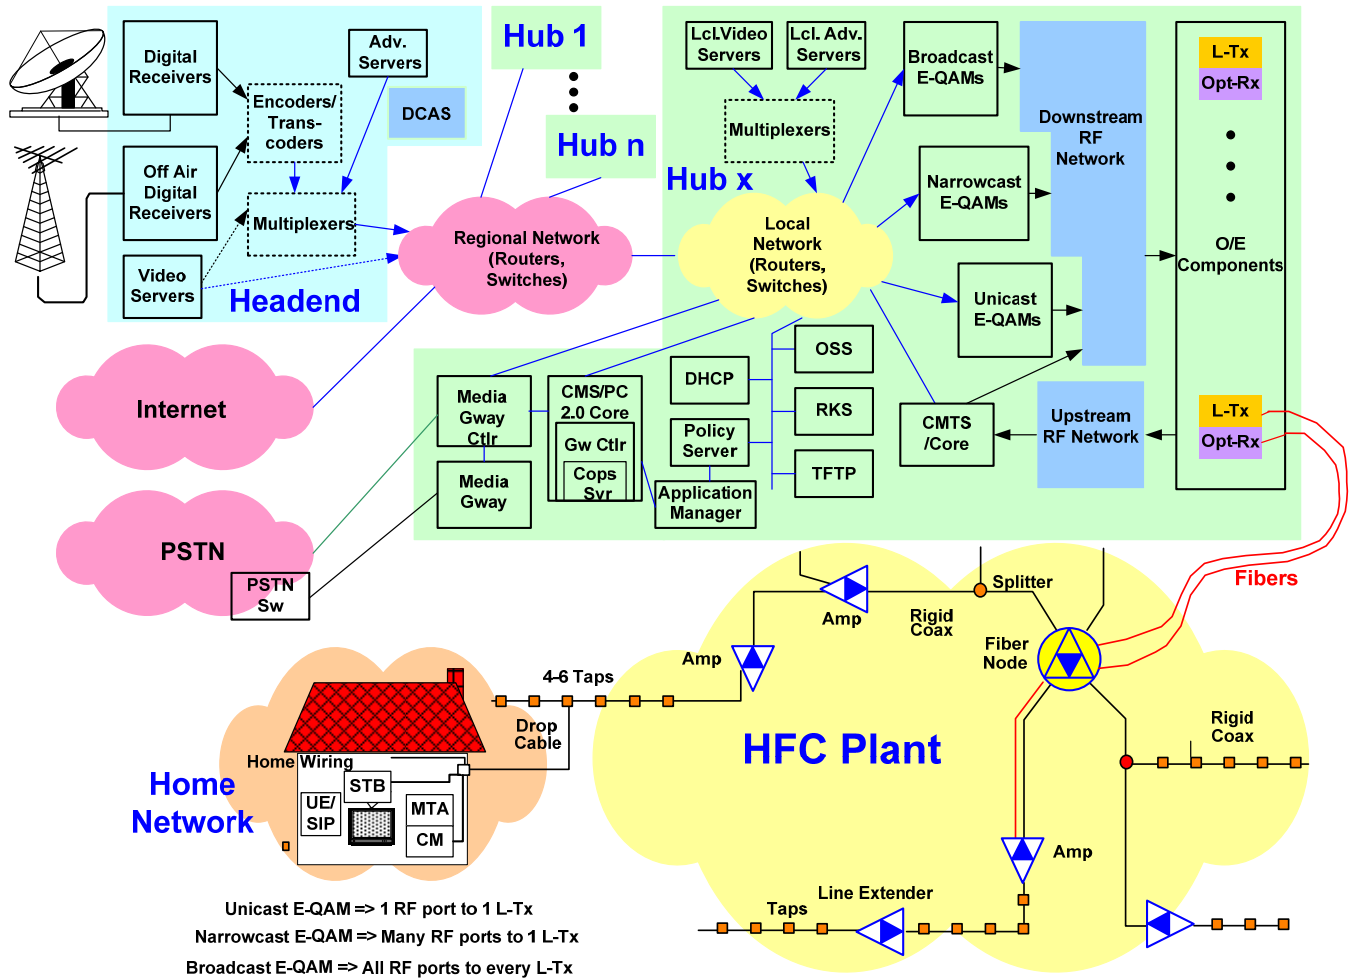 Digital
Receivers
Adv.
Servers
Encoders/
Trans-
coders
DCAS
Off Air
Digital
Receivers
Multiplexers
Video
Servers
Headend
Hub 1
Hub n
Hub x
Regional Network
(Routers,
Switches)
Lcl.Video
Servers
Lcl. Adv.
Servers
Multiplexers
Local
Network
(Routers,
Switches)
Broadcast
E-QAMs
Narrowcast
E-QAMs
Unicast
E-QAMs
Downstream
RF
Network
L-Tx
Opt-Rx
O/E
Components
L-Tx
Opt-Rx
Upstream
RF Network
CMTS
/Core
OSS
DHCP
RKS
Policy
Server
TFTP
Application
Manager
Media
Gway
Ctlr
Media
Gway
CMS/PC
2.0 Core
Gw Ctlr
Cops
Svr
Internet
PSTN
PSTN
Sw
Fibers
Splitter
Amp
Rigid
Coax
Fiber
Node
Amp
4-6 Taps
Drop
Cable
HFC Plant
Rigid
Coax
Amp
Line Extender
Taps
Home Wiring
STB
UE/
SIP
MTA
CM
Home
Network
Unicast E-QAM => 1 RF port to 1 L-Tx
Narrowcast E-QAM => Many RF ports to 1 L-Tx
Broadcast E-QAM => All RF ports to every L-Tx